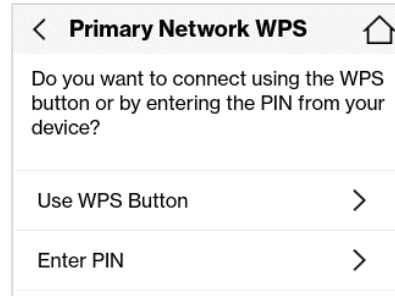 Primary Network WPS
Do you want to connect using the WPS
button or by entering the PIN from your
device?
Use WPS Button
Enter PIN